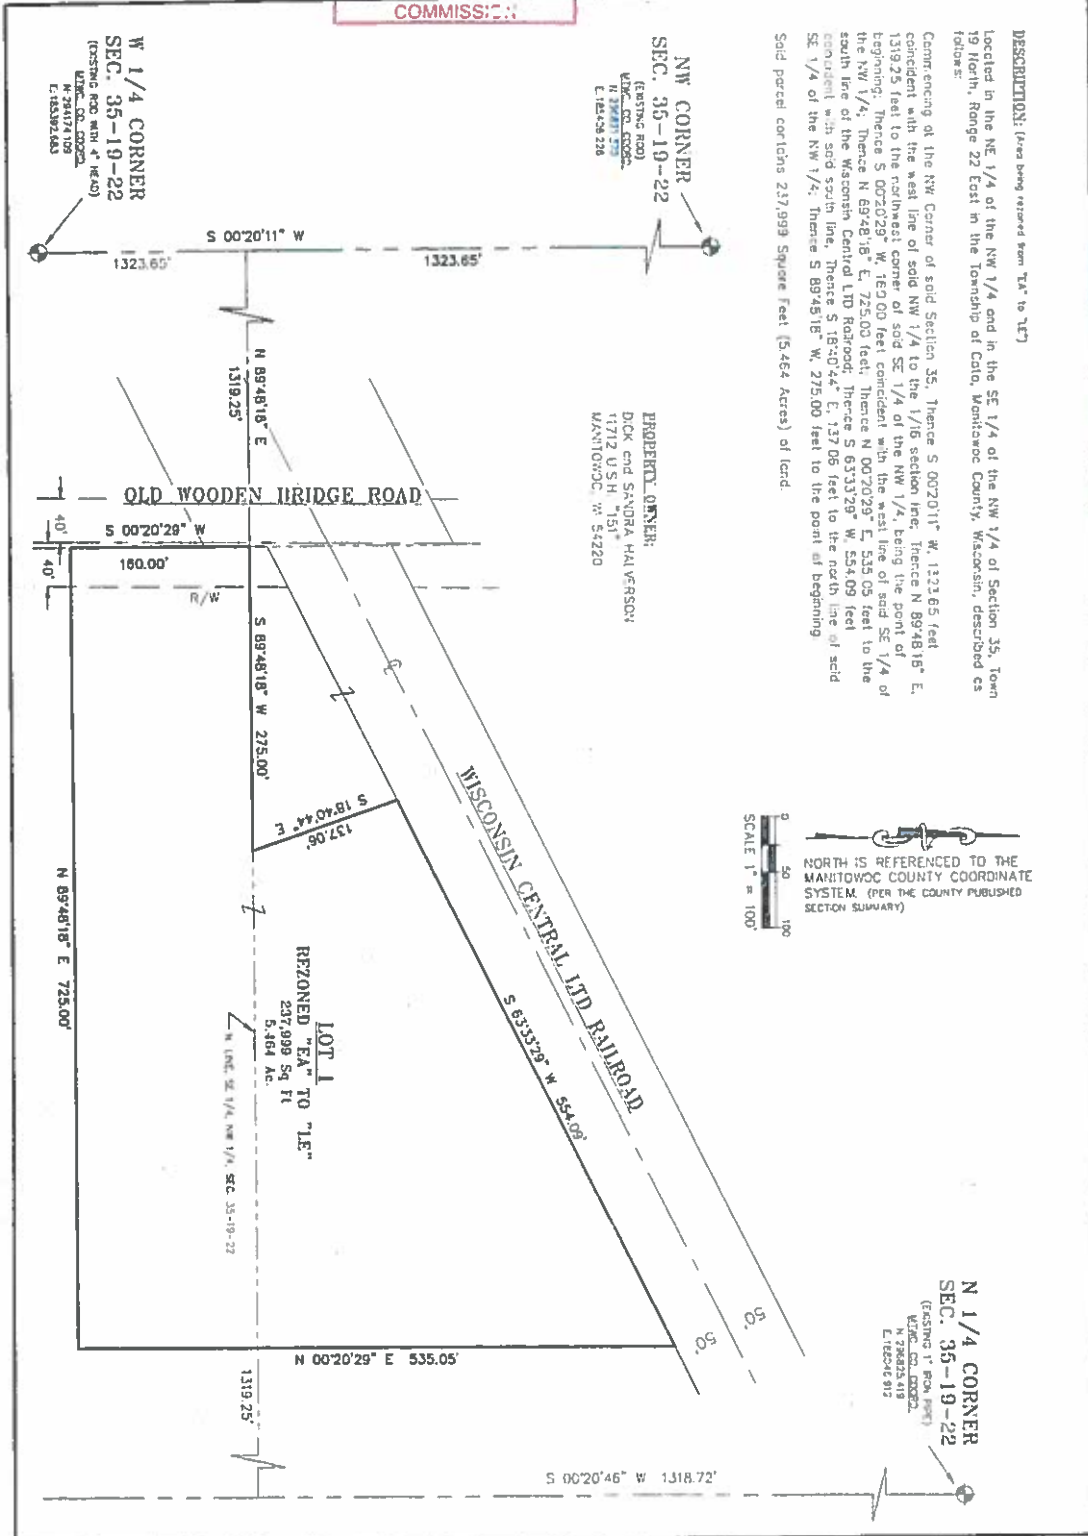 COMMISSION
DESCRIPTION: (Area being rezoned from "EA" to "LE")
Located in the NE 1/4 of the NW 1/4 and in the SE 1/4 of the NW 1/4 of Section 35, Town
19 North, Range 22 East in the Township of Cato, Manitowoc County, Wisconsin, described as
follows:
Commencing at the NW Corner of said Section 35, Thence S 00°20'11" W, 1323.65 feet
coincident with the west line of said NW 1/4 to the 1/16 section line; Thence N 89°48'18" E,
1319.25 feet to the northwest corner of said SE 1/4 of the NW 1/4, being the point of
beginning; Thence S 00°20'29" W, 160.00 feet coincident with the west line of said SE 1/4 of
the NW 1/4; Thence N 89°48'18" E, 725.00 feet, Thence N 00°20'29" E, 535.05 feet to the
south line of the Wisconsin Central LTD Railroad; Thence S 63°33'29" W, 554.09 feet
coincident with said south line, Thence S 18°40'44" E, 137.06 feet to the north line of said
SE 1/4 of the NW 1/4; Thence S 89°45'18" W, 275.00 feet to the point of beginning
Said parcel contains 237,999 Square Feet (5.464 Acres) of land.
NW CORNER
SEC. 35-19-22
(EXISTING ROD)
MTWC. CO. COORD.
E: 185408.226
W 1/4 CORNER
SEC. 35-19-22
(EXISTING ROD WITH 4" HEAD)
MTWC. CO. COORD.
N: 294174.109
E: 185392.683
PROPERTY OWNER:
DICK and SANDRA HALVERSON
11712 U.S.H. "151"
MANITOWOC, WI 54220
NORTH IS REFERENCED TO THE
MANITOWOC COUNTY COORDINATE
SYSTEM. (PER THE COUNTY PUBLISHED
SECTION SUMMARY)
0 50 100
SCALE 1" = 100'
N 1/4 CORNER
SEC. 35-19-22
(EXISTING 1" IRON PIPE)
MTWC. CO. COORD.
N: 296825.419
S 00°20'11" W
1323.65'
1323.65'
N 89°48'18" E
1319.25'
OLD WOODEN BRIDGE ROAD
S 00°20'29" W
160.00'
40'
40'
R/W
S 89°48'18" W 275.00'
S 18°40'44" E
137.06'
WISCONSIN CENTRAL LTD RAILROAD
S 63°33'29" W 554.09'
50'
50'
LOT 1
REZONED "EA" TO "LE"
237,999 Sq Ft
5.464 Ac.
N LINE, SE 1/4, NW 1/4, SEC. 35-19-22
N 89°48'18" E 725.00'
N 00°20'29" E 535.05'
1319.25'
S 00°20'46" W 1318.72'